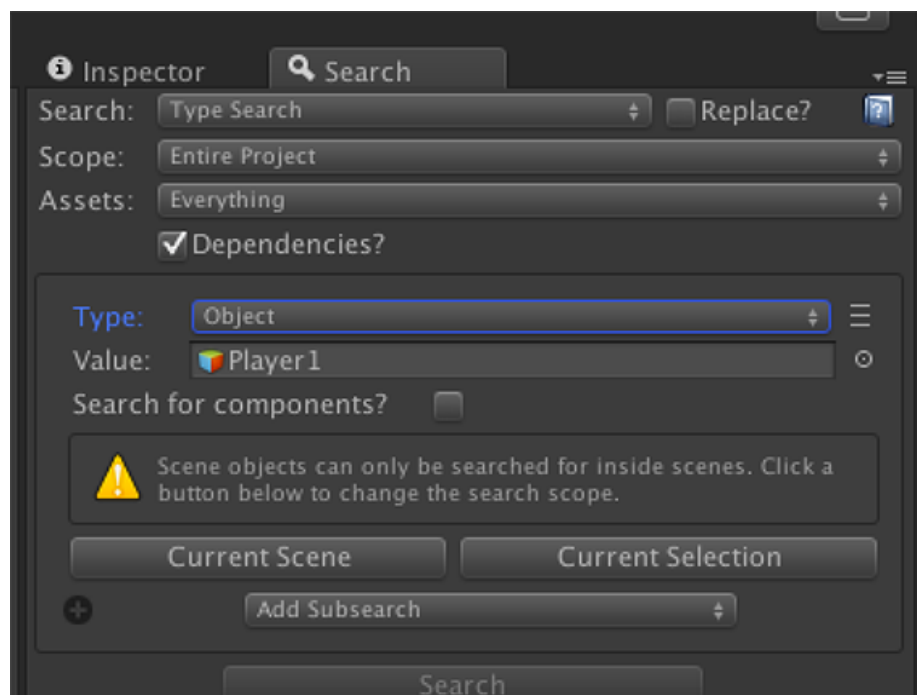 Inspector Search
Search: Type Search Replace?
Scope: Entire Project
Assets: Everything
Dependencies?
Type: Object
Value: Player1
Search for components?
Scene objects can only be searched for inside scenes. Click a
button below to change the search scope.
Current Scene Current Selection
Add Subsearch
Search